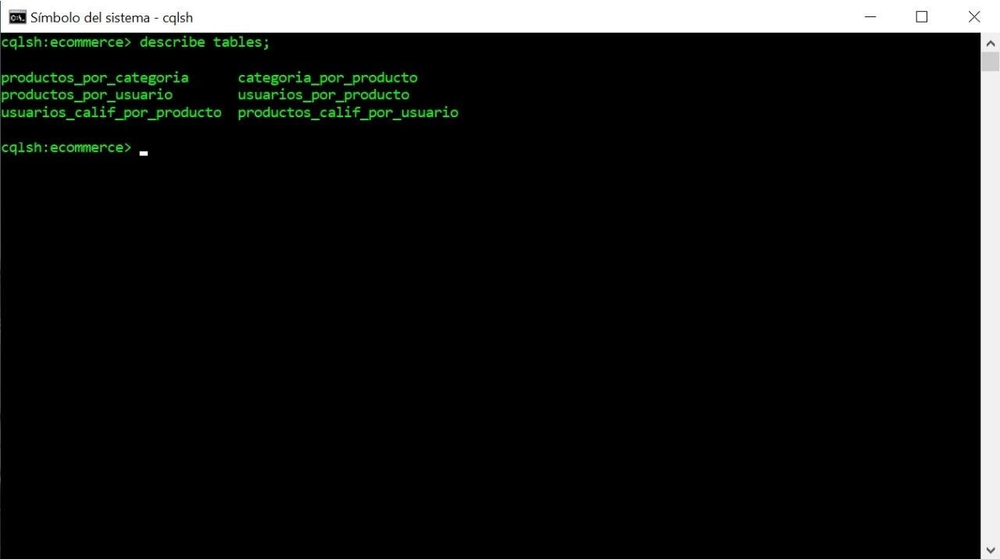 Símbolo del sistema - cqlsh
cqlsh:ecommerce> describe tables;
productos_por_categoria categoria_por_producto
productos_por_usuario usuarios_por_producto
usuarios_calif_por_producto productos_calif_por_usuario
cqlsh:ecommerce>